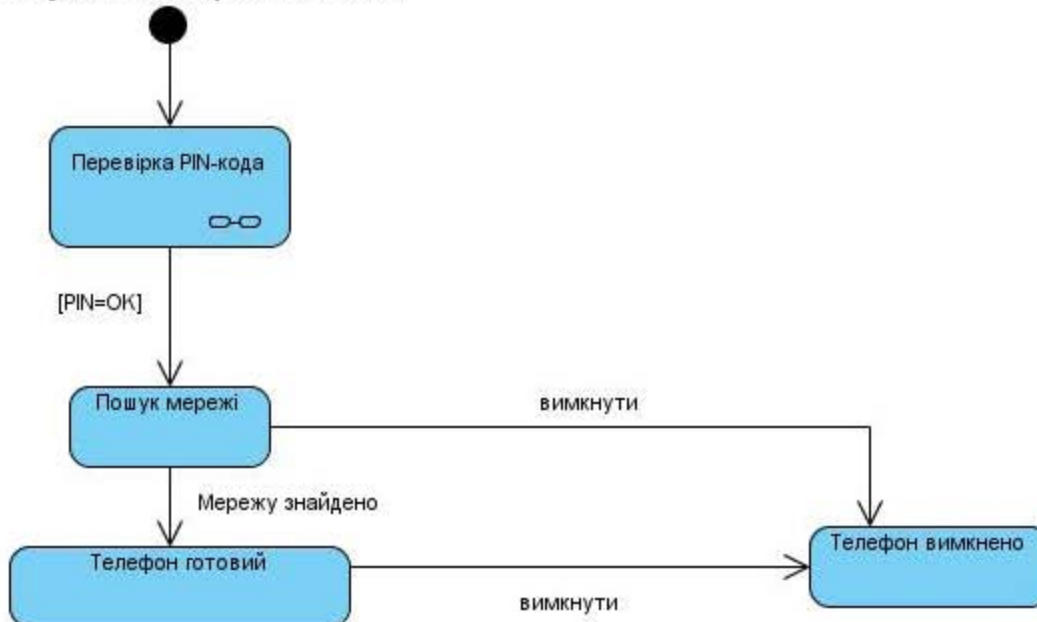 Перевірка PIN-кода
[PIN=OK]
Пошук мережі
вимкнути
Мережу знайдено
Телефон готовий
Телефон вимкнено
вимкнути